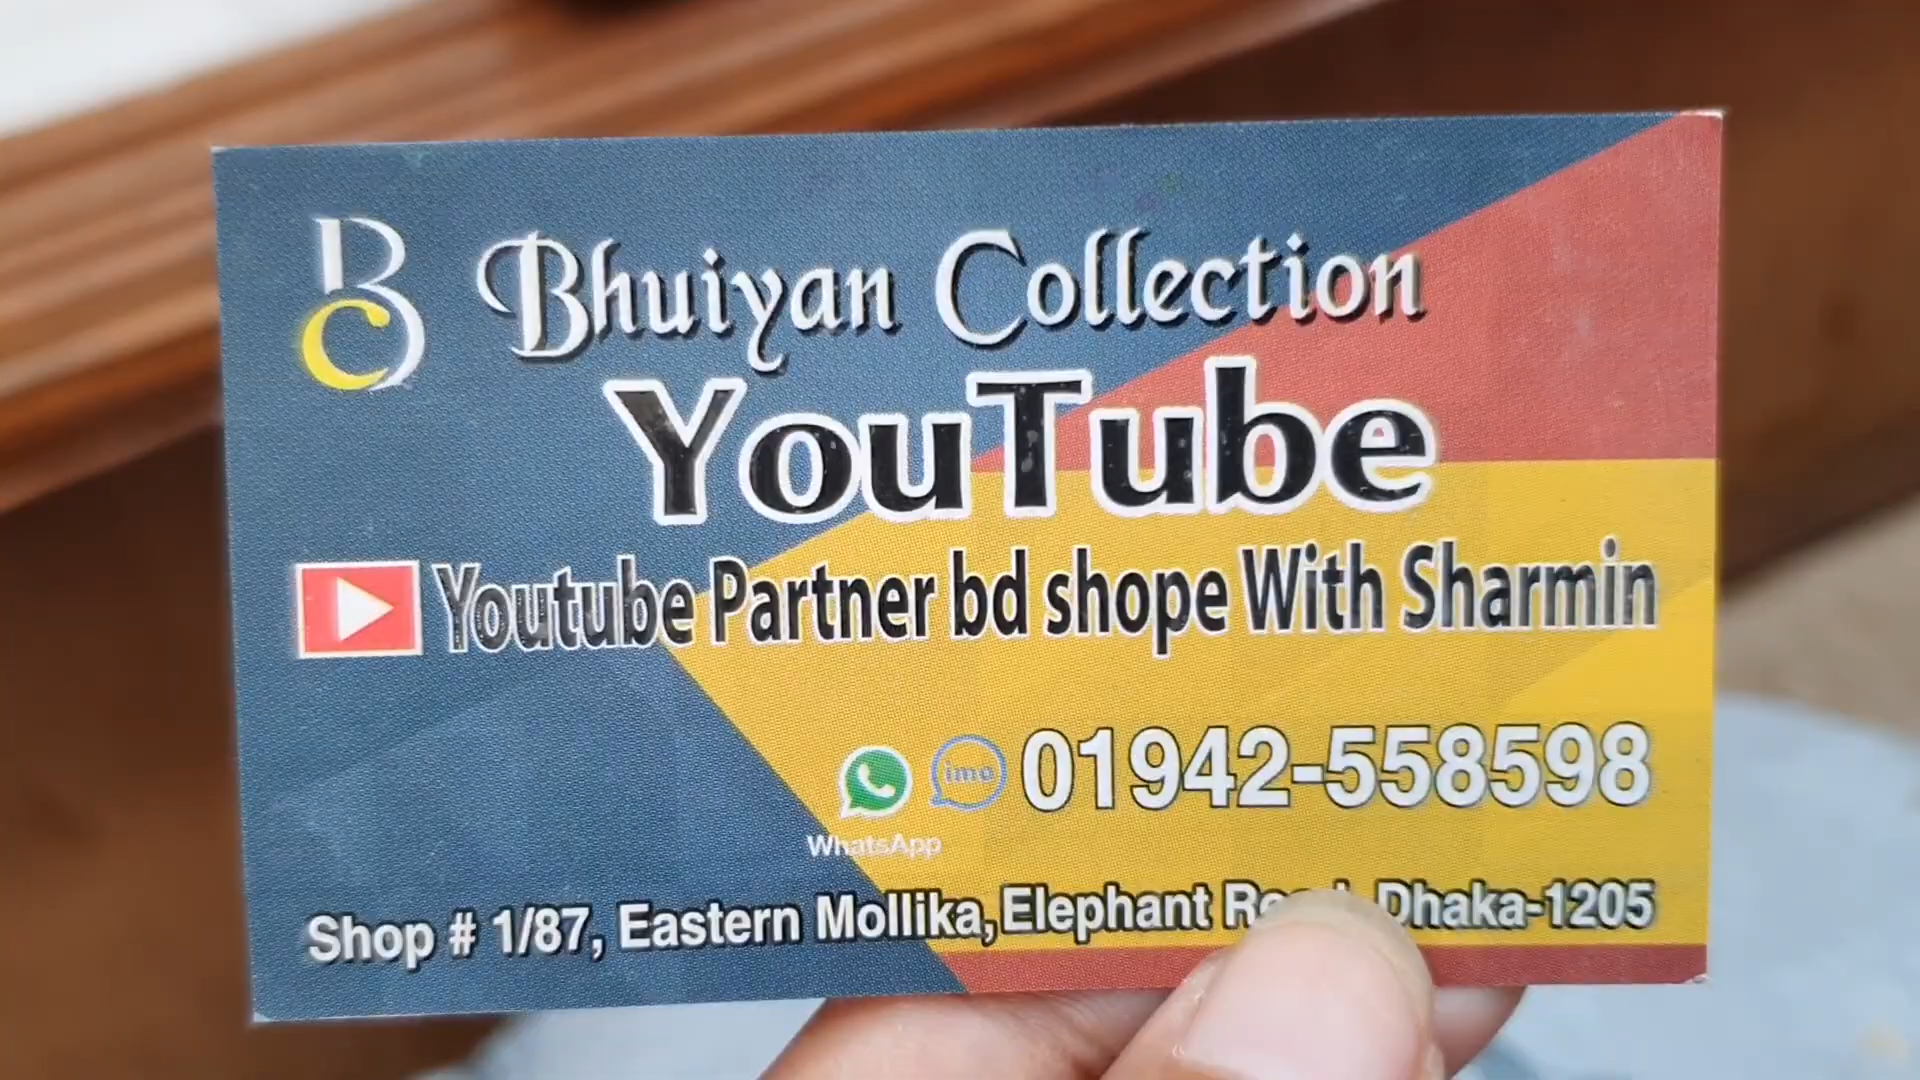 BC Bhuiyan Collection
YouTube
Youtube Partner bd shope With Sharmin
imo 01942-558598
WhatsApp
Shop # 1/87, Eastern Mollika, Elephant Road, Dhaka-1205